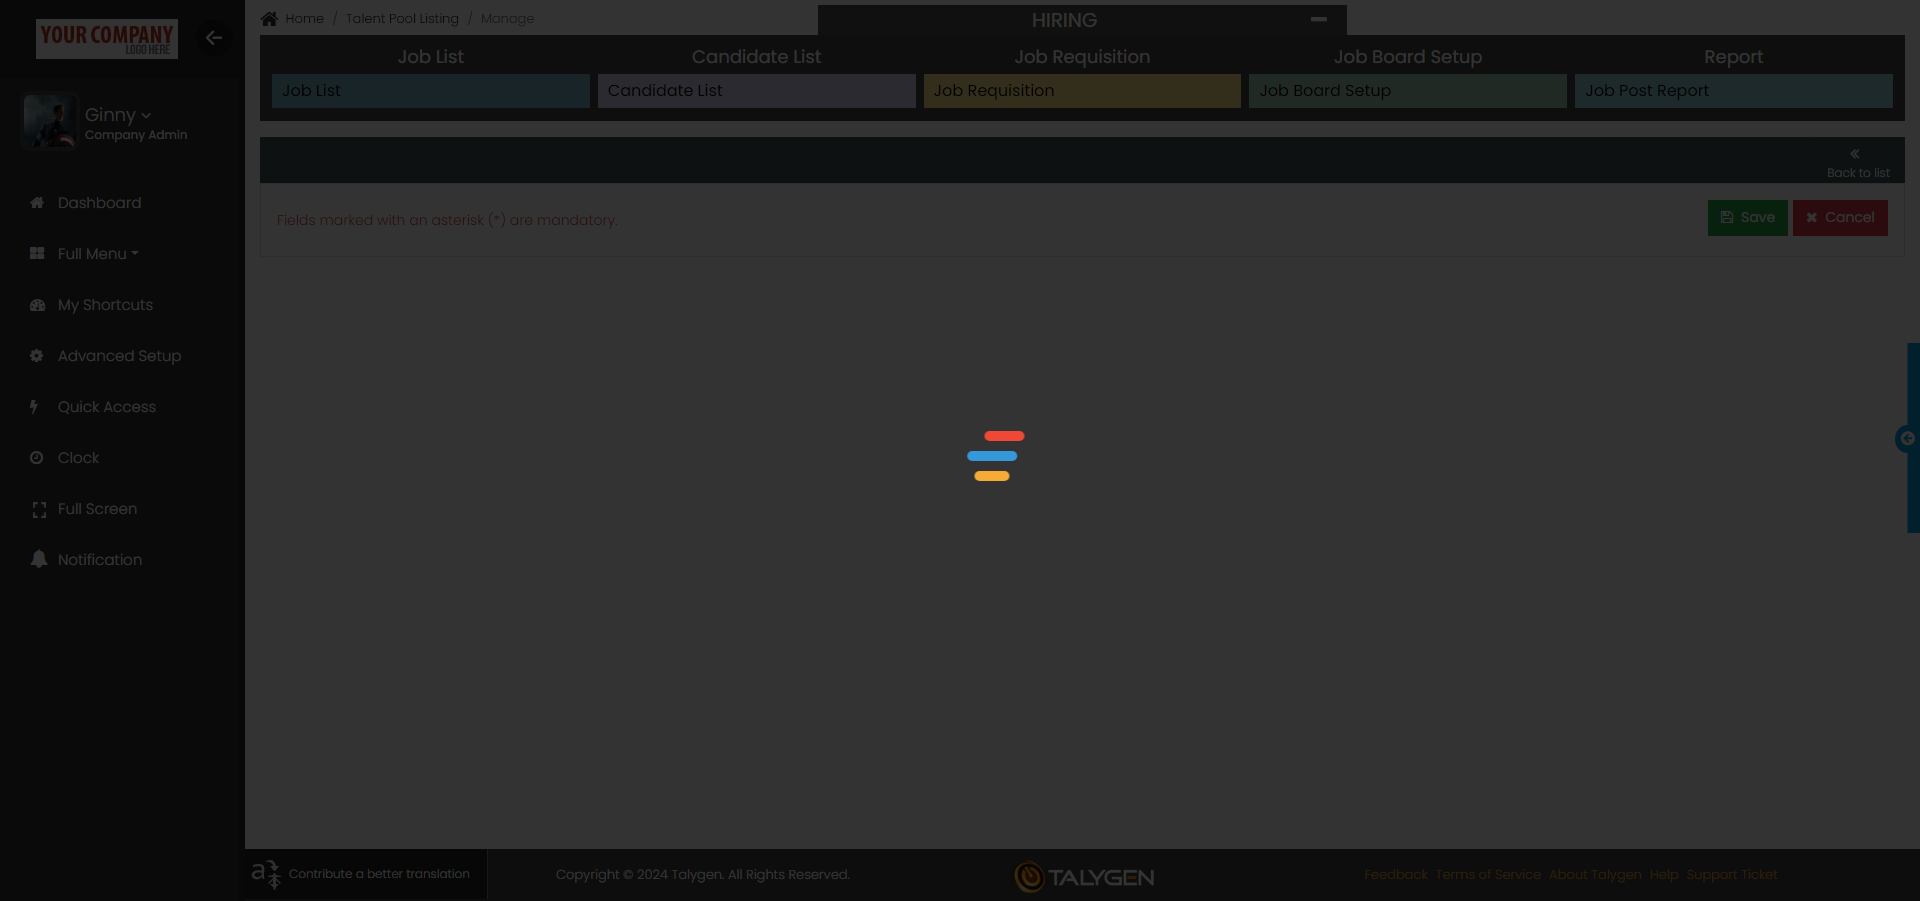 YOUR COMPANY
LOGO HERE
Ginny
Company Admin
Dashboard
Full Menu
My Shortcuts
Advanced Setup
Quick Access
Clock
Full Screen
Notification
Home / Talent Pool Listing / Manage
HIRING
Job List
Job List
Candidate List
Candidate List
Job Requisition
Job Requisition
Job Board Setup
Job Board Setup
Report
Job Post Report
Back to list
Fields marked with an asterisk (*) are mandatory.
Save
Cancel
Contribute a better translation
Copyright © 2024 Talygen. All Rights Reserved.
TALYGEN
Feedback Terms of Service About Talygen Help Support Ticket